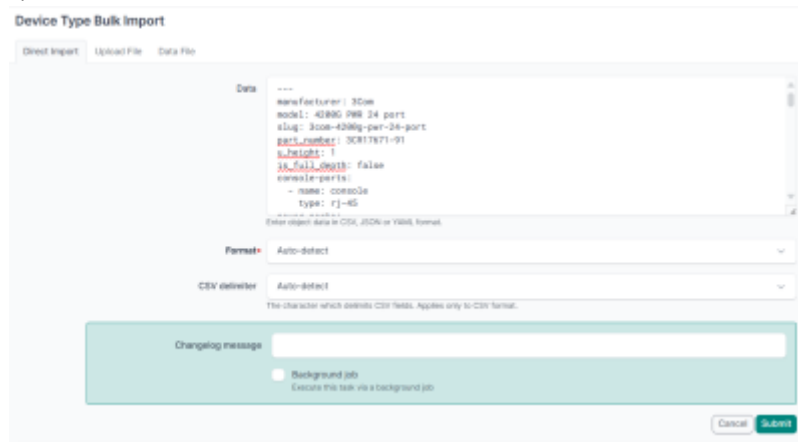 Device Type Bulk Import
Direct Import Upload File Data File
Data
---
manufacturer: 3Com
model: 4200G PWR 24 port
slug: 3com-4200g-pwr-24-port
part_number: 3CR17671-91
u_height: 1
is_full_depth: false
console-ports:
- name: console
type: rj-45
Enter object data in CSV, JSON or YAML format.
Format Auto-detect
CSV delimiter Auto-detect
The character which delimits CSV fields. Applies only to CSV format.
Changelog message
Background job
Execute this task via a background job
Cancel Submit